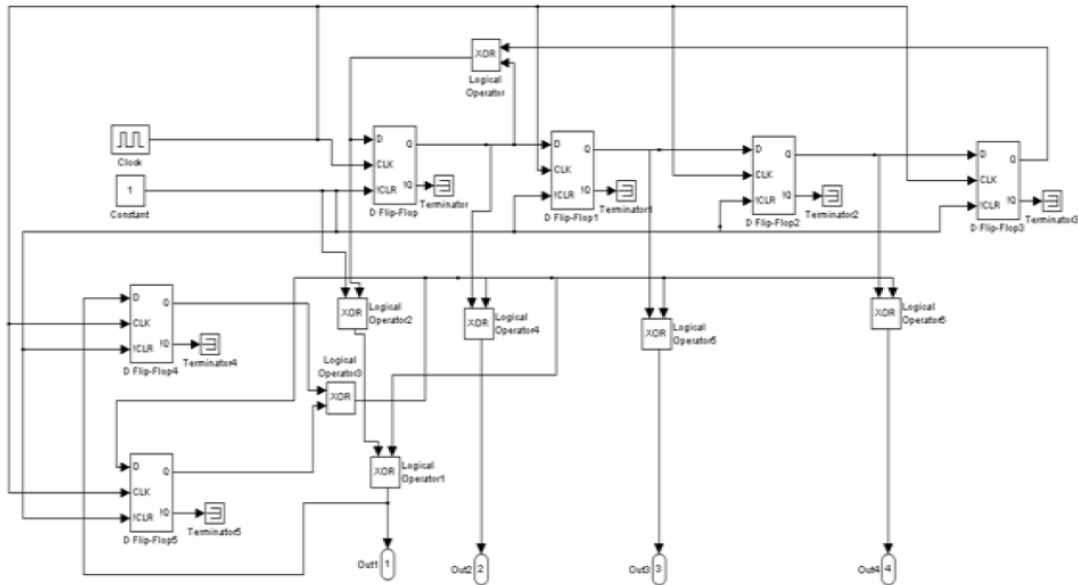 XOR
Logical
Operator
Clock
1
Constant
D
CLK
!CLR
Q
!Q
D Flip-Flop
Terminator
D
CLK
!CLR
Q
!Q
D Flip-Flop1
Terminator1
D
CLK
!CLR
Q
!Q
D Flip-Flop2
Terminator2
D
CLK
!CLR
Q
!Q
D Flip-Flop3
Terminator3
D
CLK
!CLR
Q
!Q
D Flip-Flop4
Terminator4
XOR
Logical
Operator2
XOR
Logical
Operator4
XOR
Logical
Operator5
XOR
Logical
Operator6
Logical
Operator3
XOR
D
CLK
!CLR
Q
!Q
D Flip-Flop5
Terminator5
XOR
Logical
Operator1
Out1
1
Out2
2
Out3
3
Out4
4